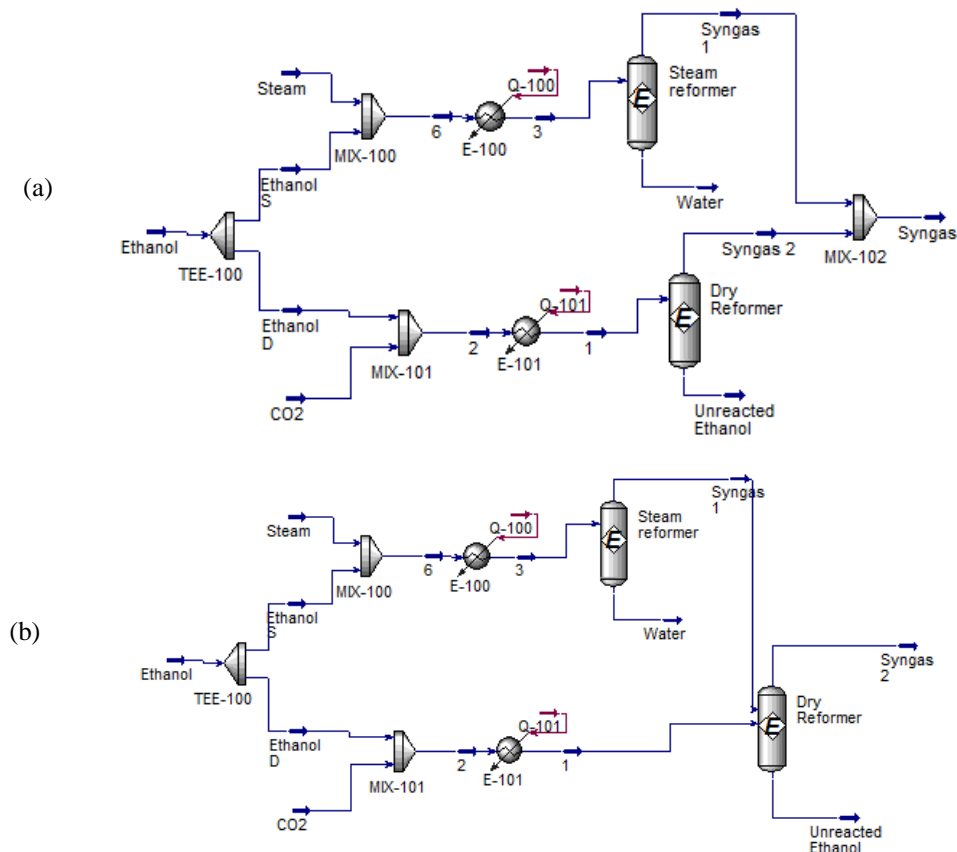 (a)
Steam
MIX-100
6
Q-100
E-100
3
Steam
reformer
Syngas
1
Water
Ethanol
S
Ethanol
TEE-100
Ethanol
D
CO2
MIX-101
2
Q-101
E-101
1
Syngas 2
Dry
Reformer
Unreacted
Ethanol
MIX-102
Syngas
(b)
Steam
MIX-100
6
Q-100
E-100
3
Steam
reformer
Syngas
1
Water
Ethanol
S
Ethanol
TEE-100
Ethanol
D
CO2
MIX-101
2
Q-101
E-101
1
Dry
Reformer
Syngas
2
Unreacted
Ethanol
E
E
E
E